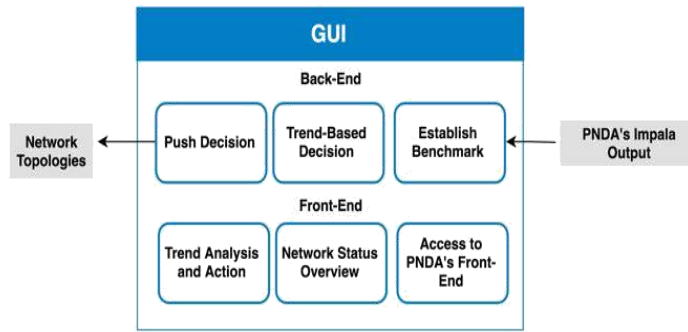 GUI
Back-End
Network
Topologies
Push Decision
Trend-Based
Decision
Establish
Benchmark
PNDA's Impala
Output
Front-End
Trend Analysis
and Action
Network Status
Overview
Access to
PNDA's Front-
End